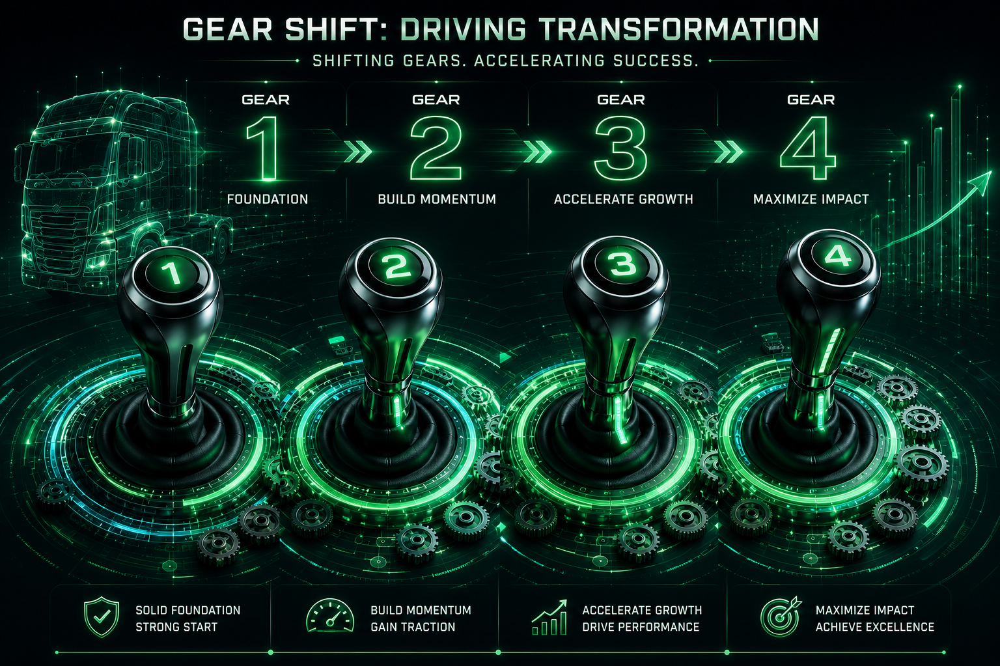 GEAR SHIFT: DRIVING TRANSFORMATION
SHIFTING GEARS. ACCELERATING SUCCESS.
GEAR
1
FOUNDATION
GEAR
2
BUILD MOMENTUM
GEAR
3
ACCELERATE GROWTH
GEAR
4
MAXIMIZE IMPACT
1
2
3
4
SOLID FOUNDATION
STRONG START
BUILD MOMENTUM
GAIN TRACTION
ACCELERATE GROWTH
DRIVE PERFORMANCE
MAXIMIZE IMPACT
ACHIEVE EXCELLENCE